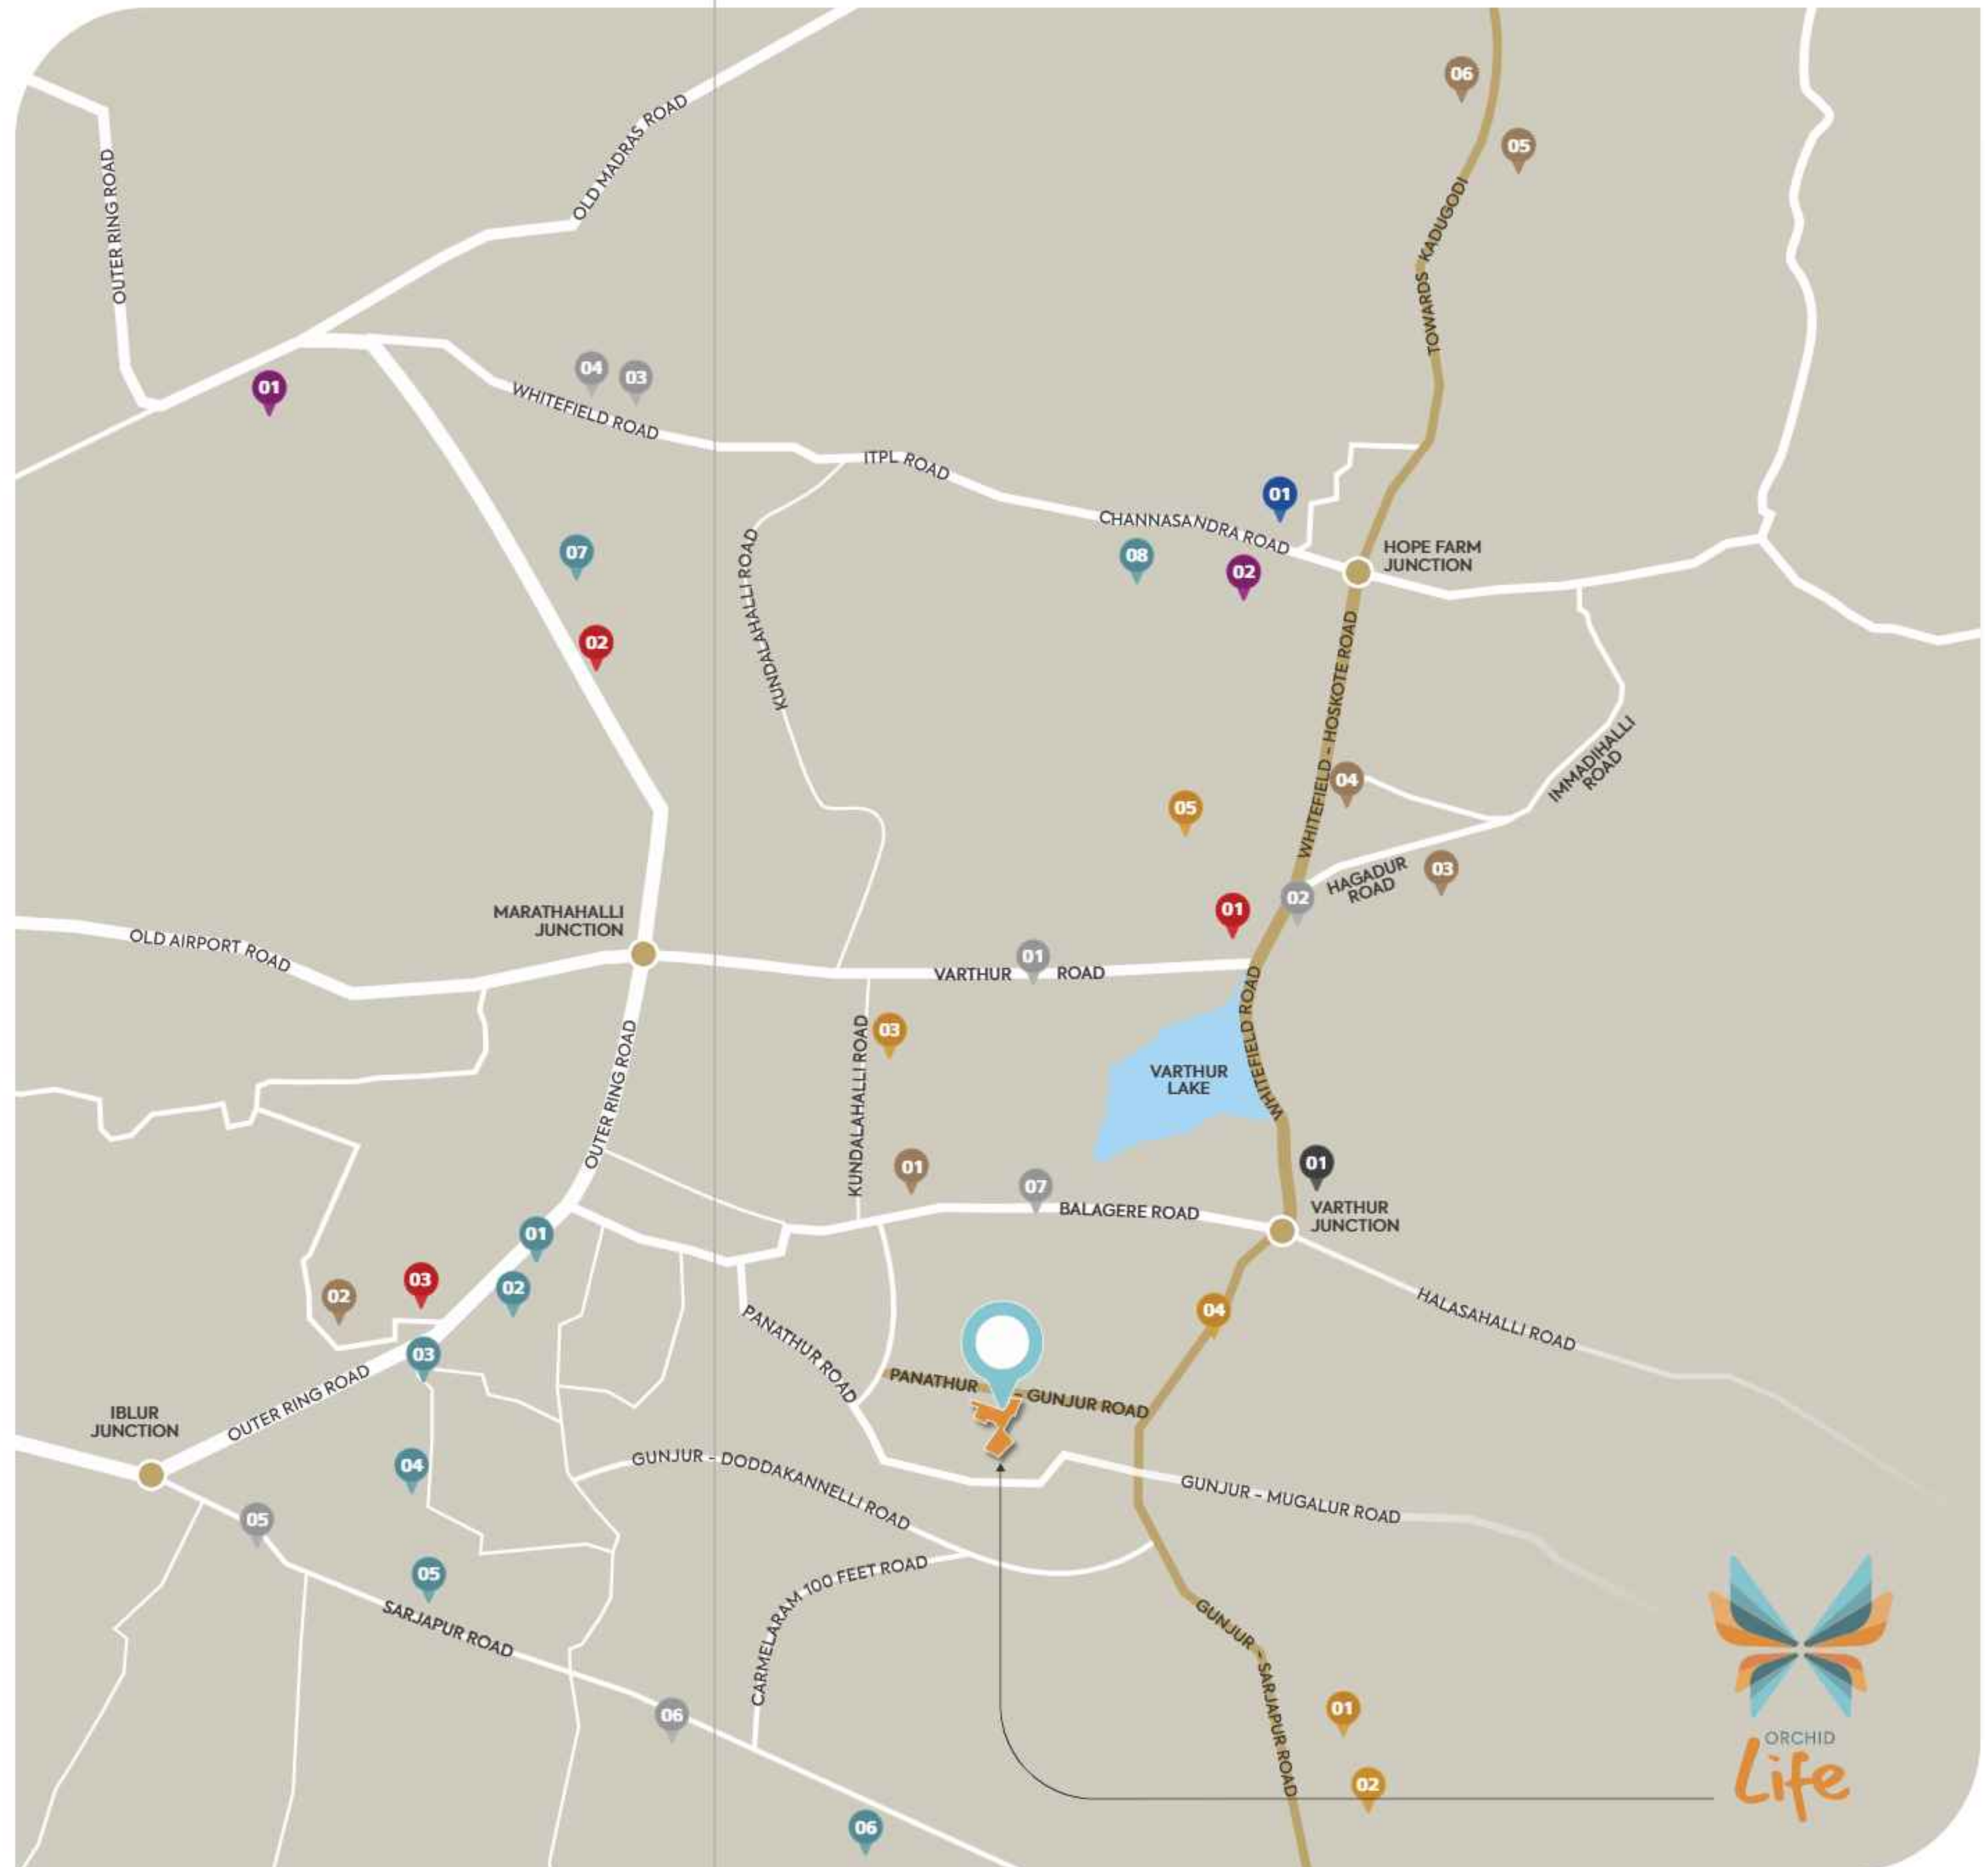 06
05
OUTER RING ROAD
OLD MADRAS ROAD
TOWARDS KADUGODI
01
04
03
WHITEFIELD ROAD
ITPL ROAD
01
CHANNASANDRA ROAD
07
08
02
HOPE FARM
JUNCTION
02
KUNDALAHALLI ROAD
WHITEFIELD - HOSKOTE ROAD
04
IMMADIHALLI
ROAD
05
03
HAGADUR
ROAD
02
01
MARATHAHALLI
JUNCTION
OLD AIRPORT ROAD
VARTHUR
01
ROAD
03
KUNDALAHALLI ROAD
OUTER RING ROAD
WHITEFIELD ROAD
VARTHUR
LAKE
01
07
01
BALAGERE ROAD
VARTHUR
JUNCTION
01
02
03
02
04
HALASAHALLI ROAD
03
PANATHUR ROAD
PANATHUR
- GUNJUR ROAD
OUTER RING ROAD
IBLUR
JUNCTION
04
GUNJUR - DODDAKANNELLI ROAD
GUNJUR - MUGALUR ROAD
05
05
CARMELARAM 100 FEET ROAD
SARJAPUR ROAD
GUNJUR - SARJAPUR ROAD
06
01
02
06
ORCHID
Life